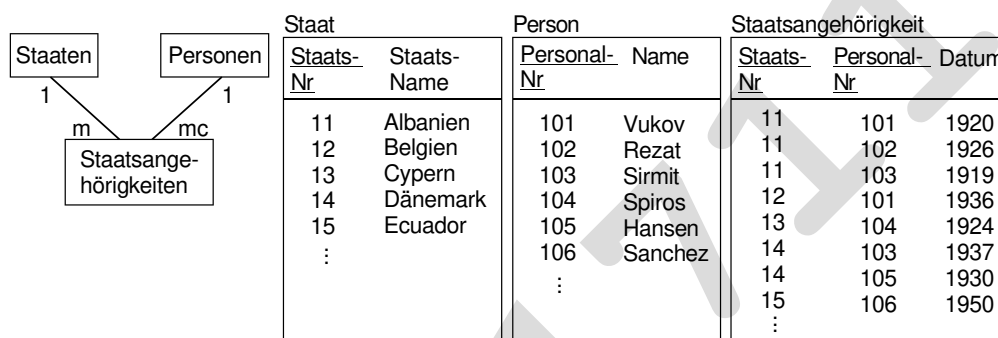 Staaten
Personen
1
1
m
mc
Staatsange-
hörigkeiten
Staat
Staats- Staats-
Nr Name
11 Albanien
12 Belgien
13 Cypern
14 Dänemark
15 Ecuador
⋮
Person
Personal- Name
Nr
101 Vukov
102 Rezat
103 Sirmit
104 Spiros
105 Hansen
106 Sanchez
⋮
Staatsangehörigkeit
Staats- Personal- Datum
Nr Nr
11 101 1920
11 102 1926
11 103 1919
12 101 1936
13 104 1924
14 103 1937
14 105 1930
15 106 1950
⋮